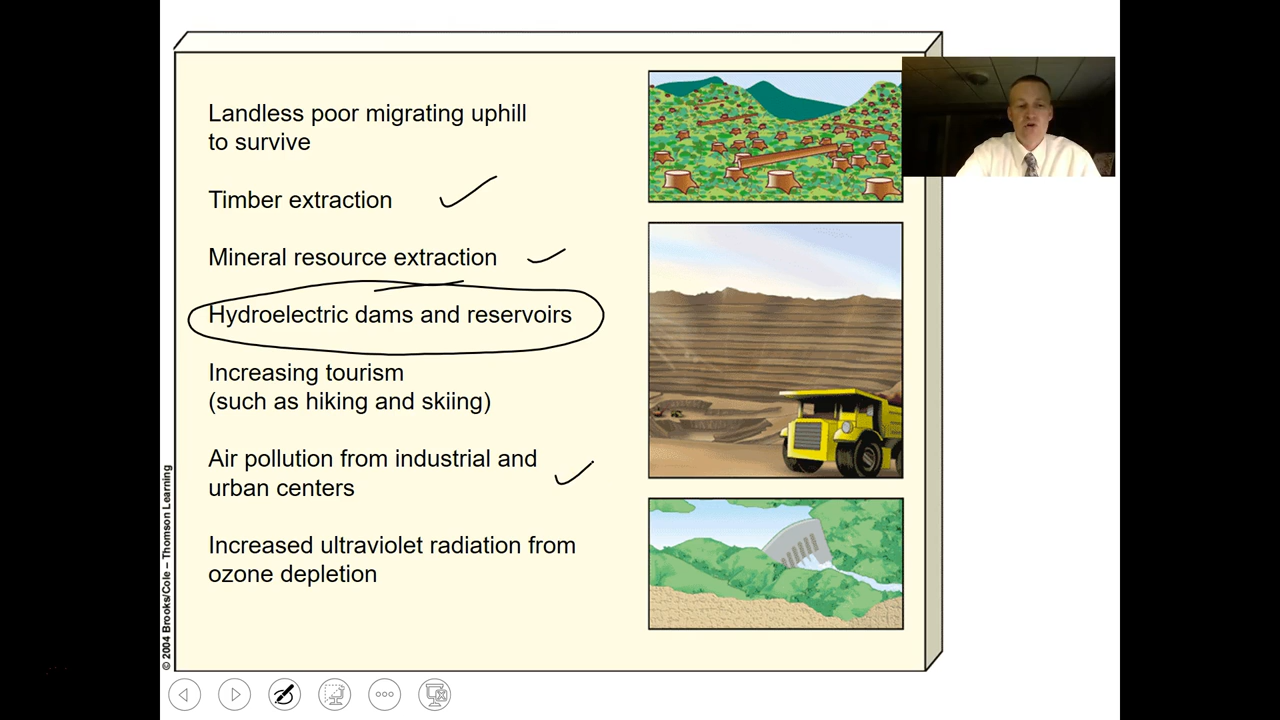 Landless poor migrating uphill
to survive
Timber extraction
Mineral resource extraction
Hydroelectric dams and reservoirs
Increasing tourism
(such as hiking and skiing)
Air pollution from industrial and
urban centers
Increased ultraviolet radiation from
ozone depletion
© 2004 Brooks/Cole – Thomson Learning